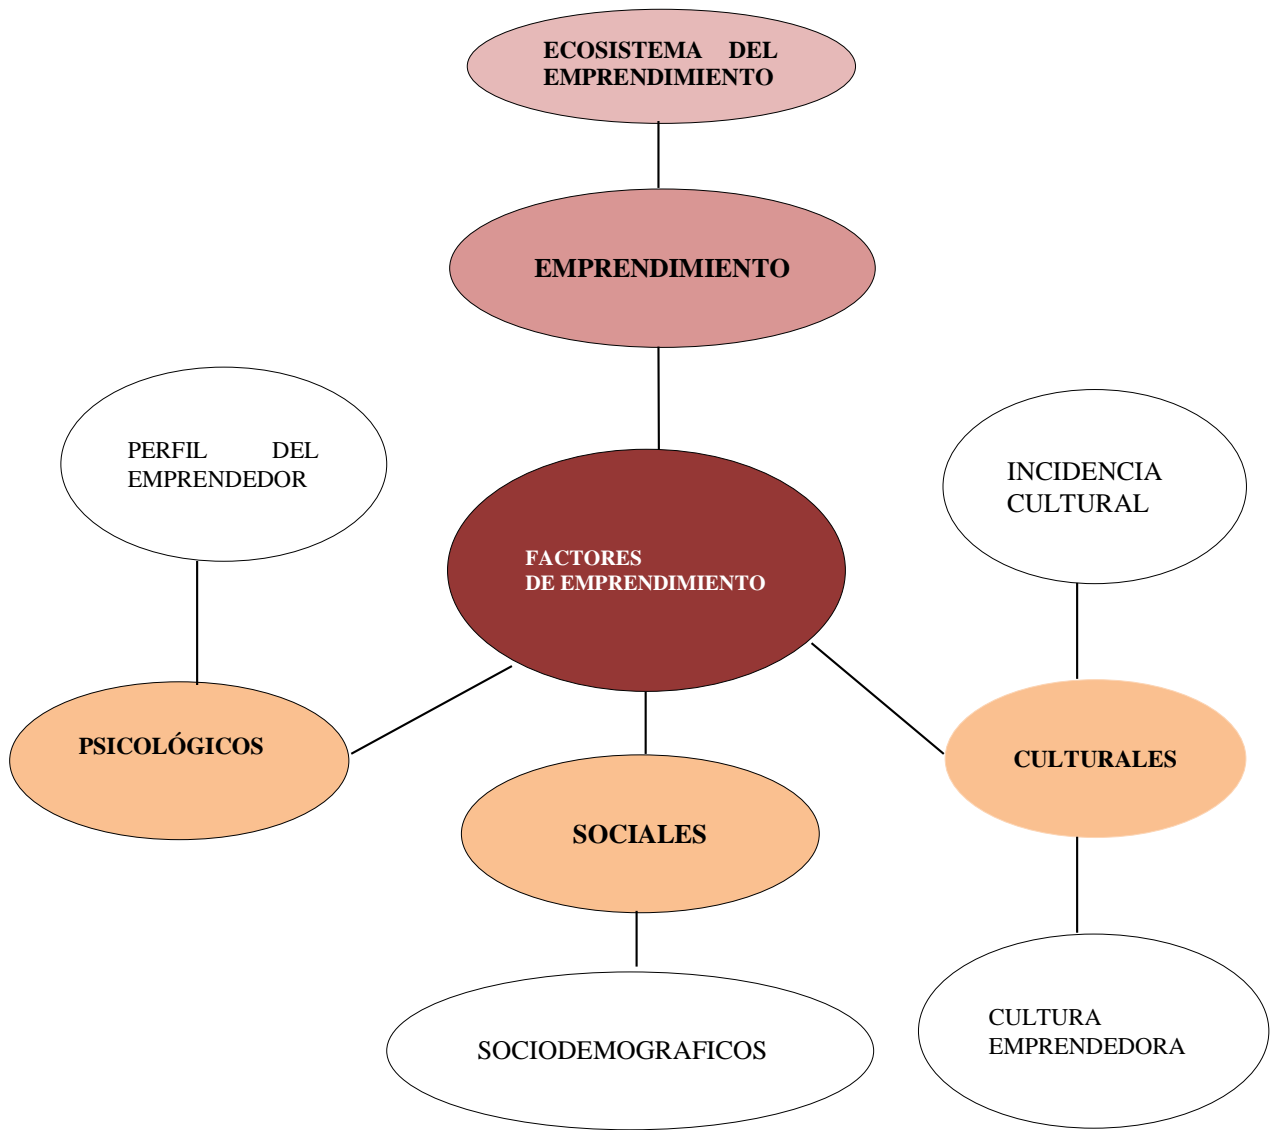 ECOSISTEMA DEL
EMPRENDIMIENTO
EMPRENDIMIENTO
PERFIL DEL
EMPRENDEDOR
INCIDENCIA
CULTURAL
FACTORES
DE EMPRENDIMIENTO
PSICOLÓGICOS
CULTURALES
SOCIALES
CULTURA
EMPRENDEDORA
SOCIODEMOGRAFICOS